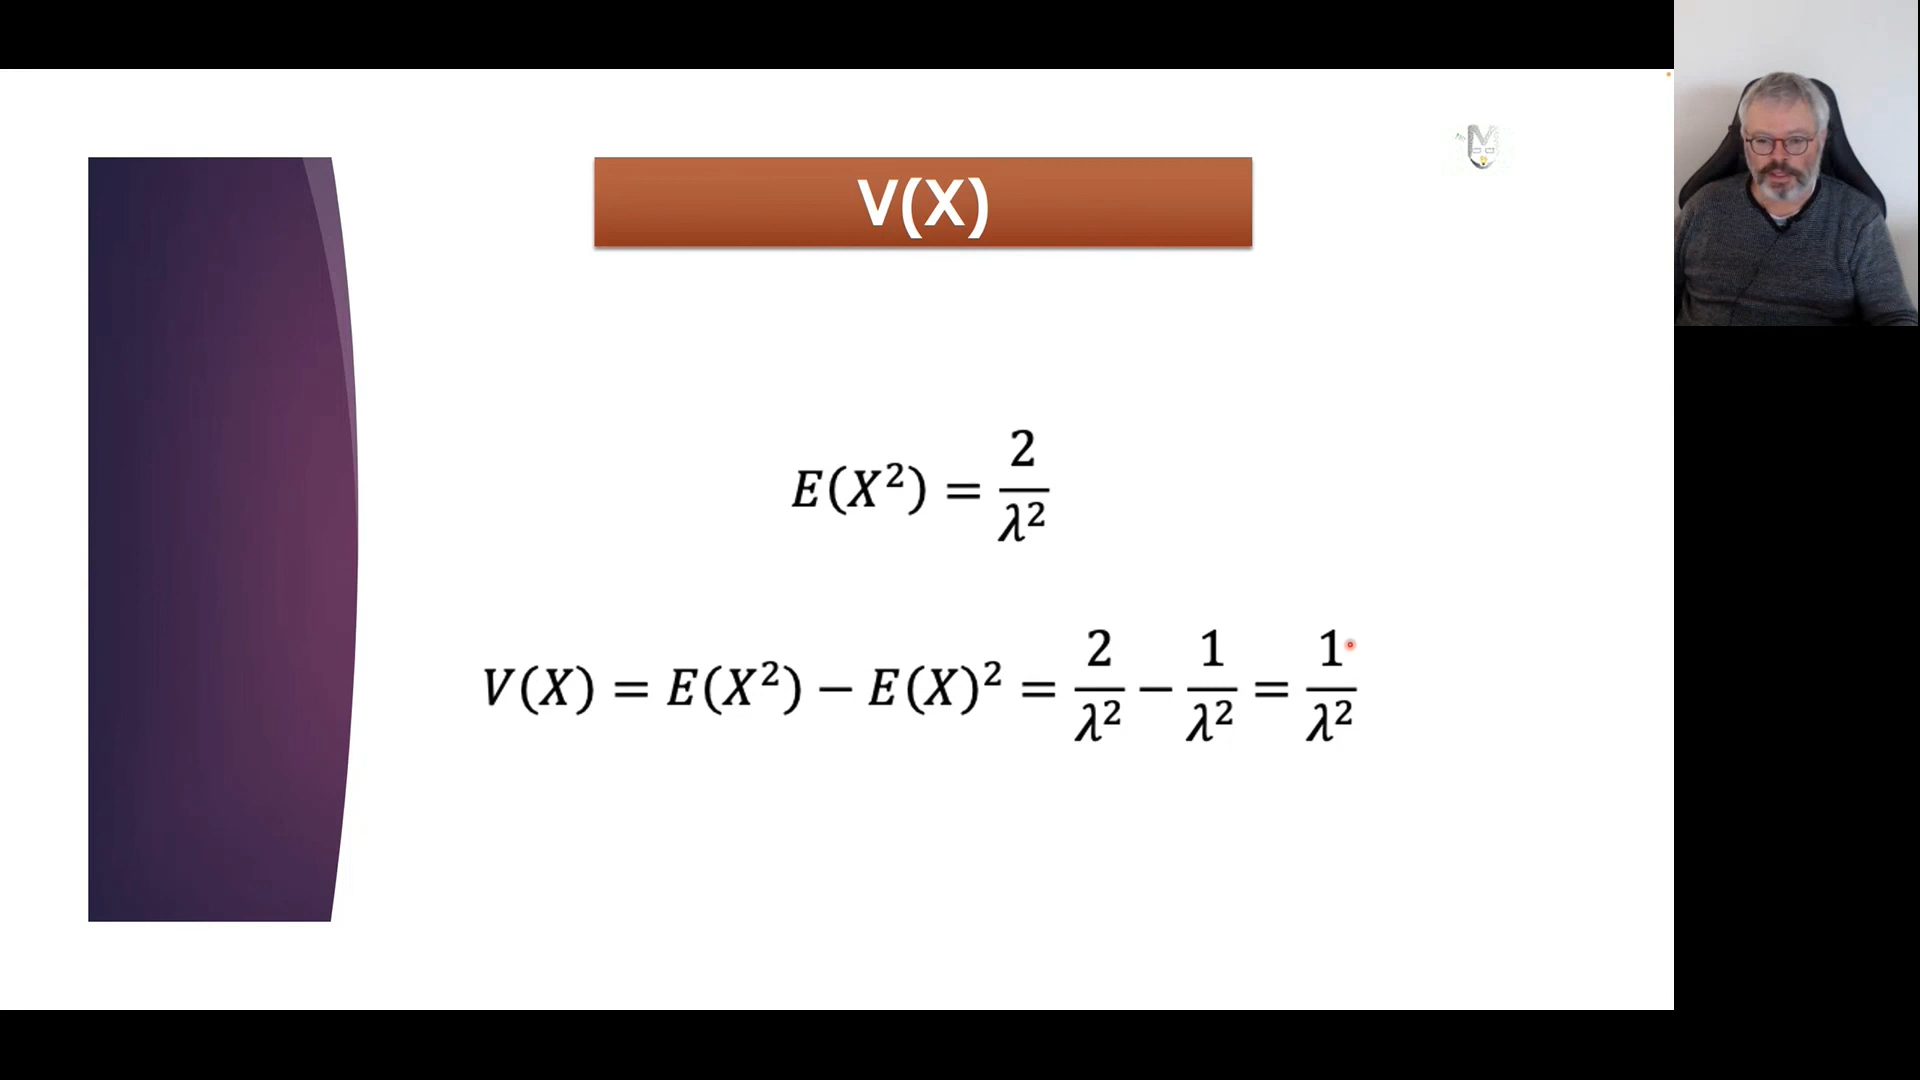 V(X)
E(X²) = 2/λ²
V(X) = E(X²) − E(X)² = 2/λ² − 1/λ² = 1/λ²